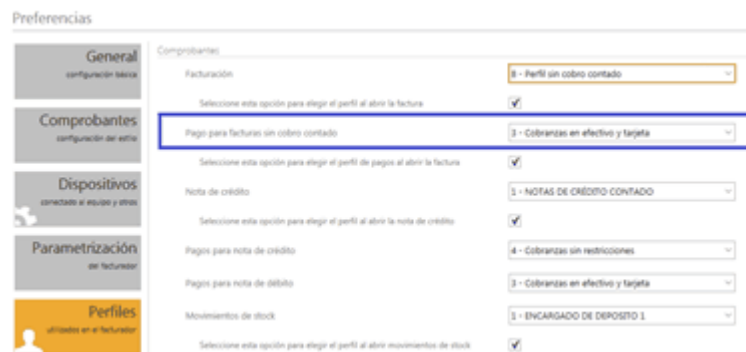 Preferencias
General
configuración básica
Comprobantes
configuración del estilo
Dispositivos
conectado al equipo y otros
Parametrización
del facturador
Perfiles
utilizados en el facturador
Comprobantes
Facturación
8 - Perfil sin cobro contado
Seleccione esta opción para elegir el perfil al abrir la factura
Pago para facturas sin cobro contado
3 - Cobranzas en efectivo y tarjeta
Seleccione esta opción para elegir el perfil de pagos al abrir la factura
Nota de crédito
1 - NOTAS DE CRÉDITO CONTADO
Seleccione esta opción para elegir el perfil al abrir la nota de crédito
Pagos para nota de crédito
4 - Cobranzas sin restricciones
Pagos para nota de débito
3 - Cobranzas en efectivo y tarjeta
Movimientos de stock
1 - ENCARGADO DE DEPOSITO 1
Seleccione esta opción para elegir el perfil al abrir movimientos de stock